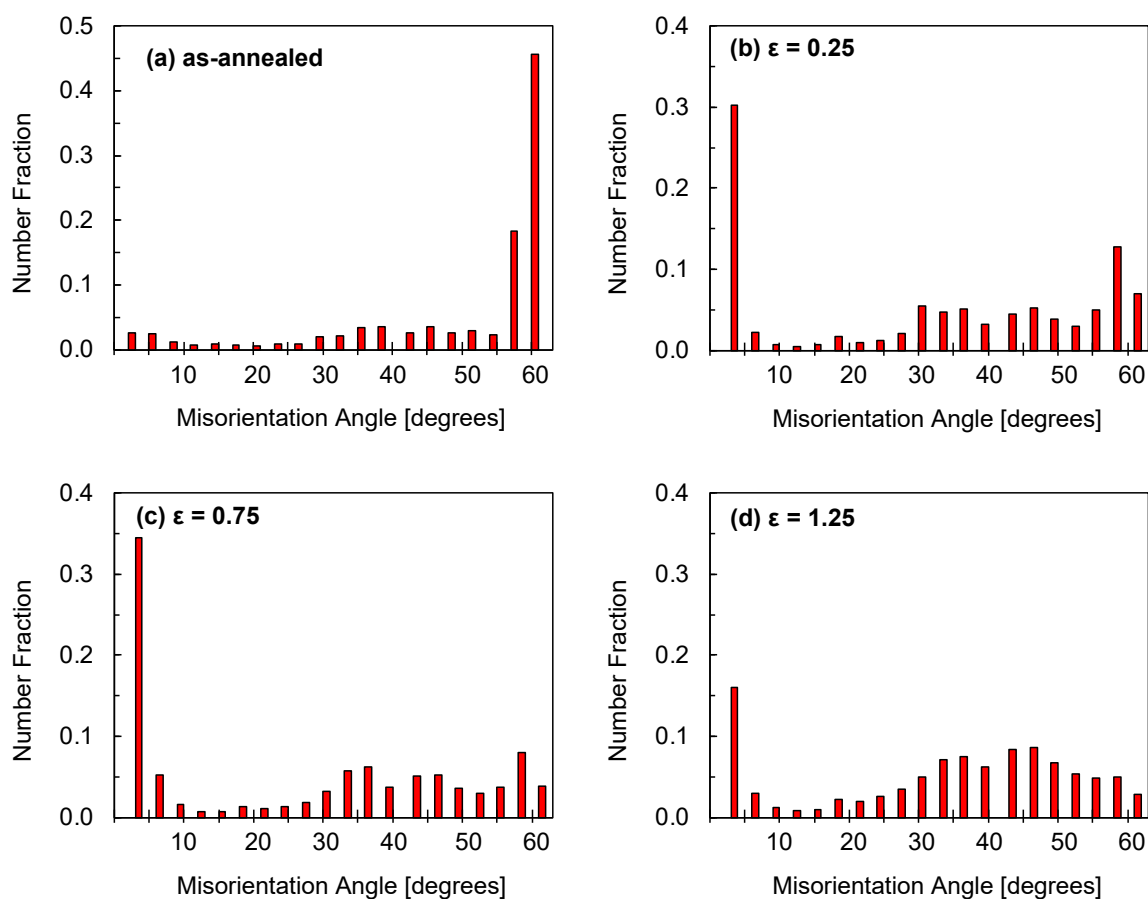 (a) as-annealed
0.5
0.4
0.3
0.2
0.1
0.0
Number Fraction
10 20 30 40 50 60
Misorientation Angle [degrees]
(b) ε = 0.25
0.4
0.3
0.2
0.1
0.0
Number Fraction
10 20 30 40 50 60
Misorientation Angle [degrees]
(c) ε = 0.75
0.4
0.3
0.2
0.1
0.0
Number Fraction
10 20 30 40 50 60
Misorientation Angle [degrees]
(d) ε = 1.25
0.4
0.3
0.2
0.1
0.0
Number Fraction
10 20 30 40 50 60
Misorientation Angle [degrees]